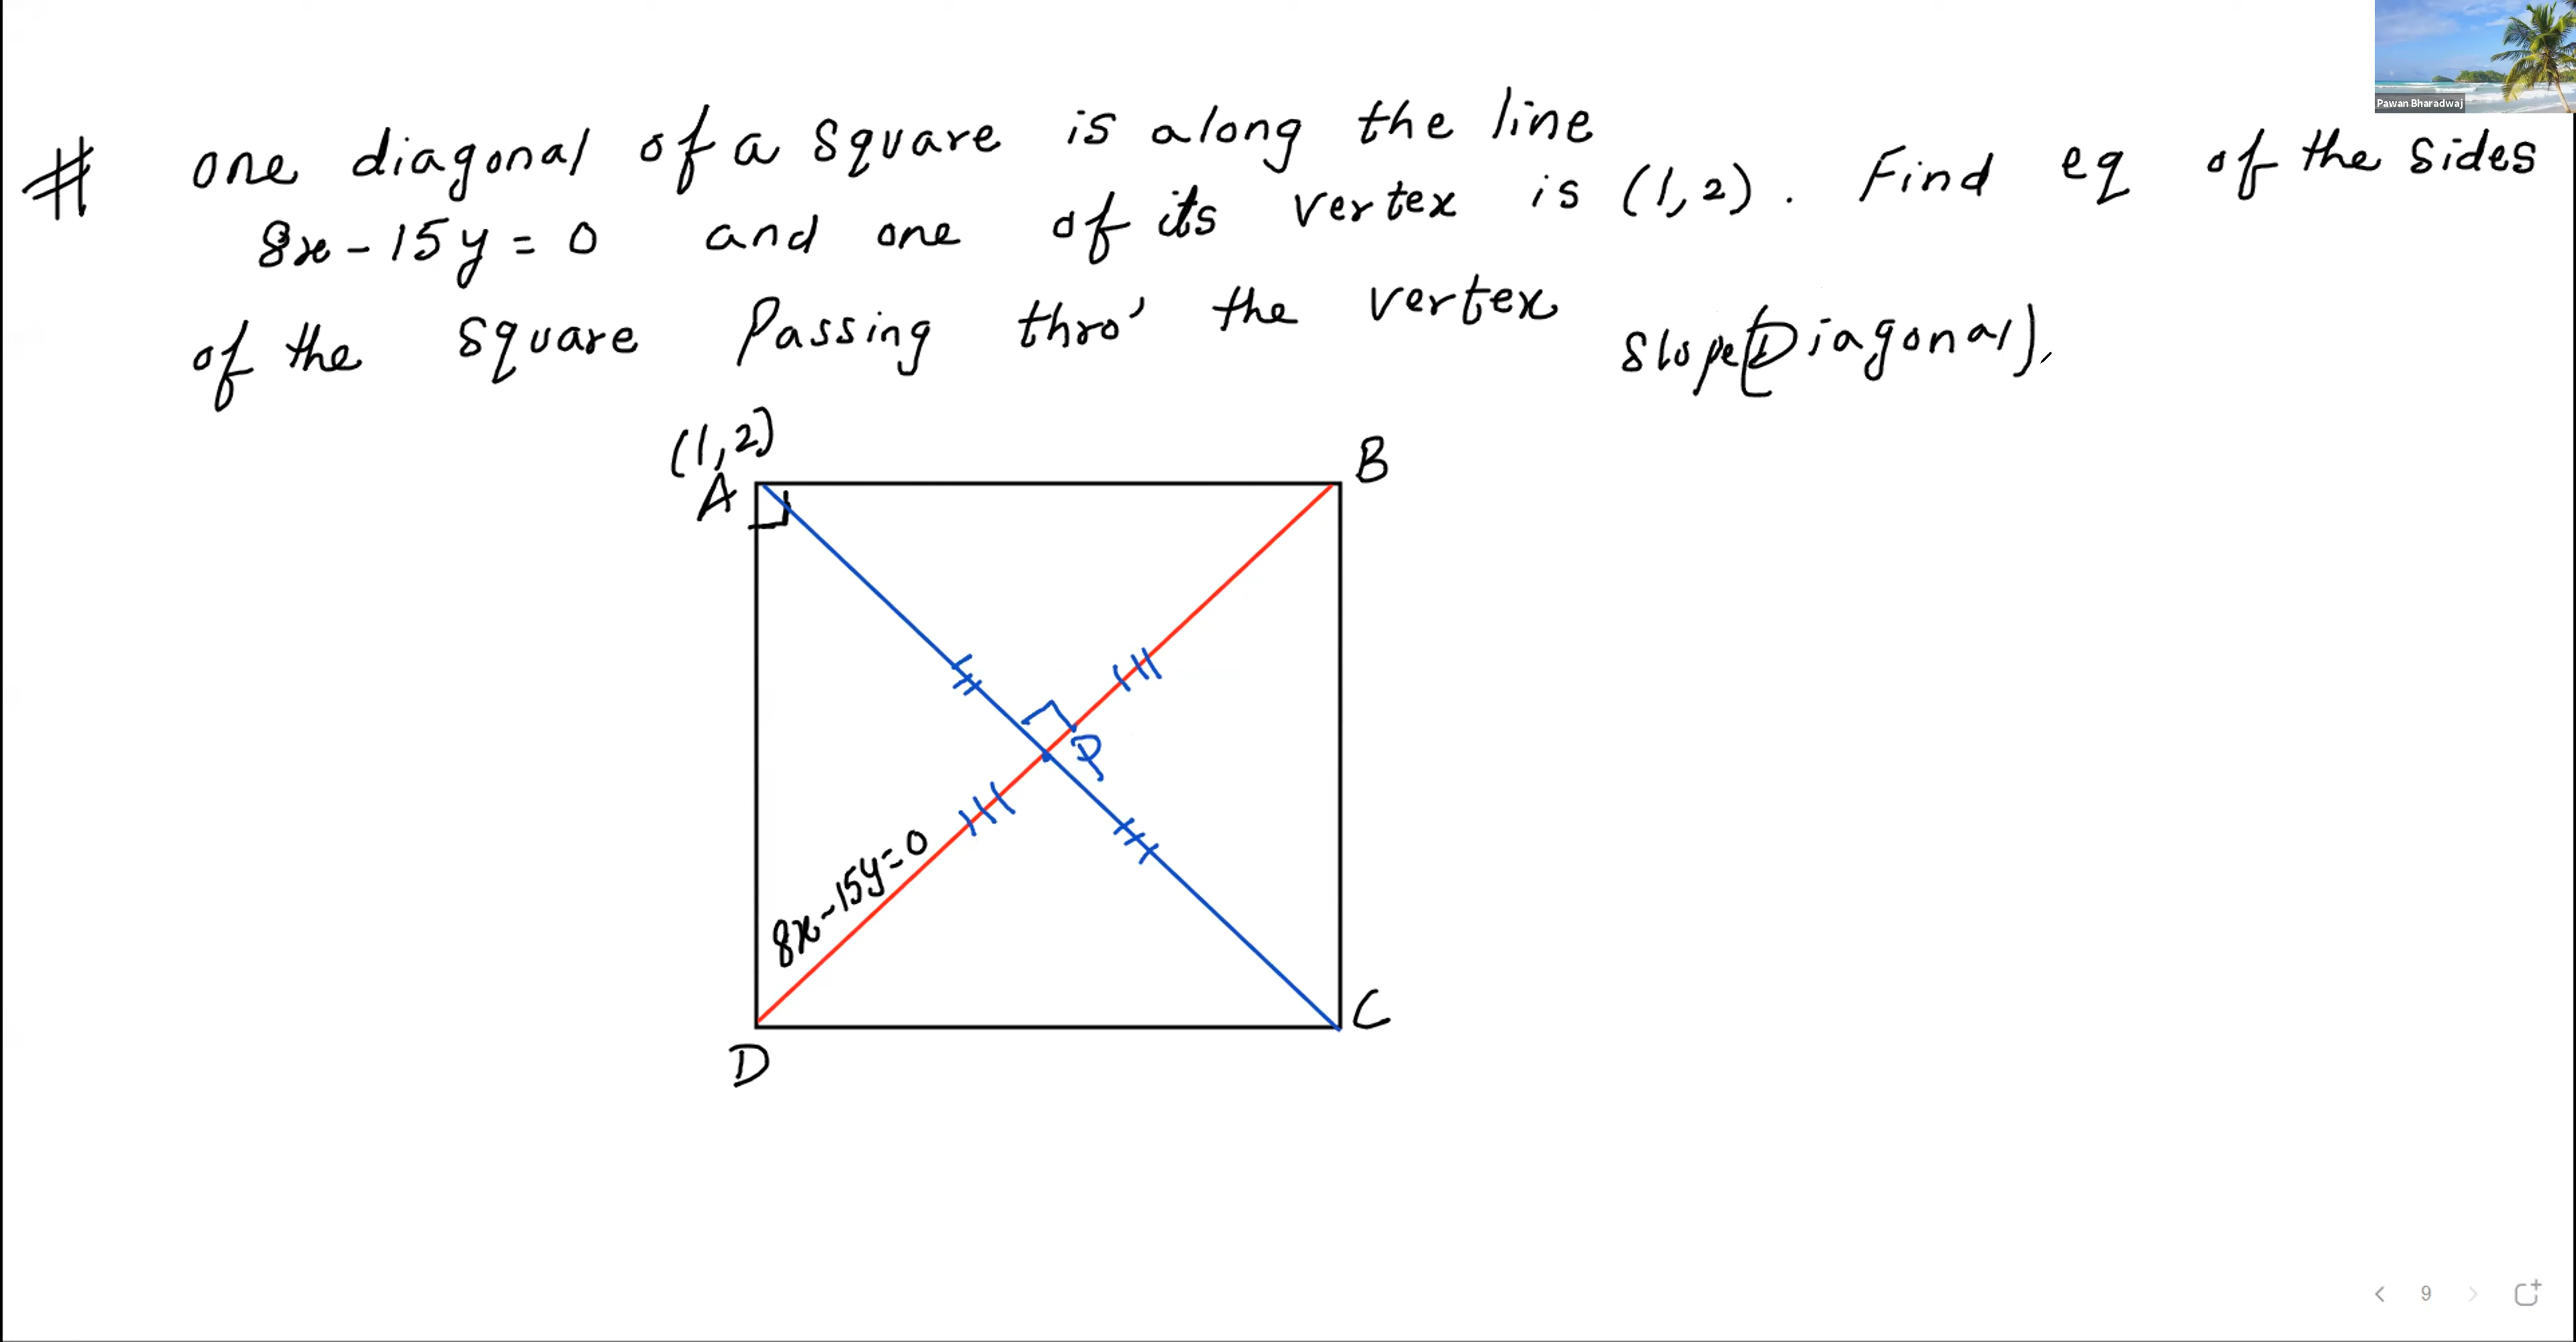 Pawan Bharadwaj
# one diagonal of a square is along the line
8x - 15y = 0 and one of its vertex is (1,2). Find eq of the sides
of the square Passing thro' the vertex slope(Diagonal),
(1,2)
A B
P
8x-15y=0
D C
9